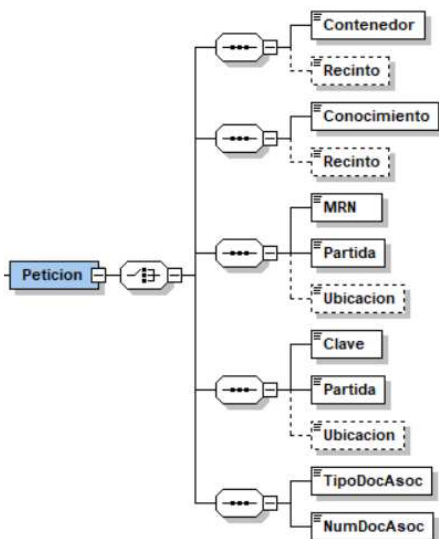 Contenedor
Recinto
Conocimiento
Recinto
MRN
Peticion
Partida
Ubicacion
Clave
Partida
Ubicacion
TipoDocAsoc
NumDocAsoc